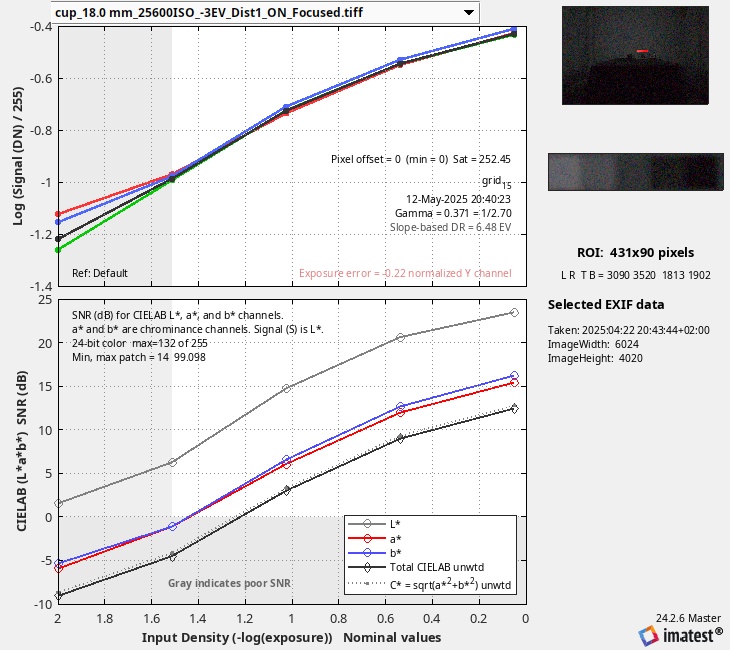 cup_18.0 mm_25600ISO_-3EV_Dist1_ON_Focused.tiff
Log (Signal (DN) / 255)
-0.4
-0.6
-0.8
-1
-1.2
-1.4
Pixel offset = 0 (min = 0) Sat = 252.45
grid_15
12-May-2025 20:40:23
Gamma = 0.371 = 1/2.70
Slope-based DR = 6.48 EV
Ref: Default
Exposure error = -0.22 normalized Y channel
CIELAB (L*a*b*) SNR (dB)
25
20
15
10
5
0
-5
-10
SNR (dB) for CIELAB L*, a*, and b* channels.
a* and b* are chrominance channels. Signal (S) is L*.
24-bit color max=132 of 255
Min, max patch = 14 99.098
L*
a*
b*
Total CIELAB unwtd
C* = sqrt(a*²+b*²) unwtd
Gray indicates poor SNR
2 1.8 1.6 1.4 1.2 1 0.8 0.6 0.4 0.2 0
Input Density (-log(exposure)) Nominal values
ROI: 431x90 pixels
L R T B = 3090 3520 1813 1902
Selected EXIF data
Taken: 2025:04:22 20:43:44+02:00
ImageWidth: 6024
ImageHeight: 4020
24.2.6 Master
imatest®